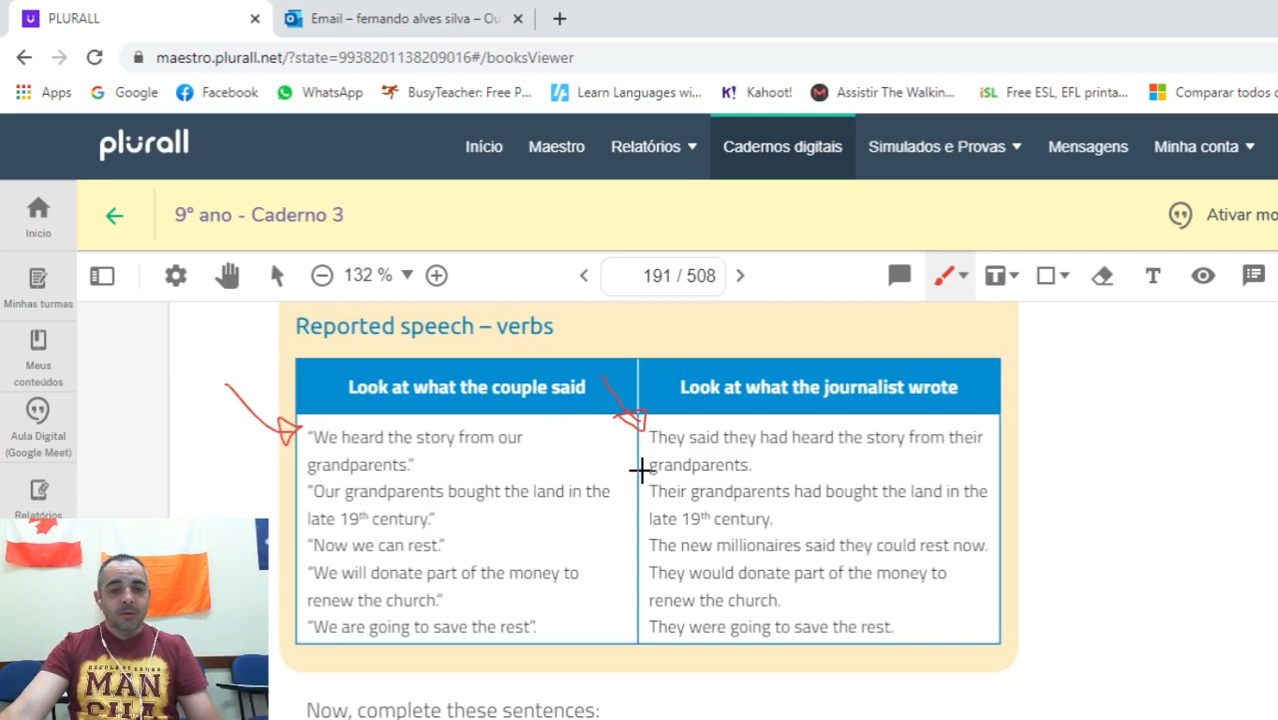 PLURALL
Email – fernando alves silva – Ou
maestro.plurall.net/?state=9938201138209016#/booksViewer
Apps Google Facebook WhatsApp BusyTeacher: Free P... Learn Languages wi... Kahoot! Assistir The Walkin... Free ESL, EFL printa... Comparar todos o
plurall
Início Maestro Relatórios Cadernos digitais Simulados e Provas Mensagens Minha conta
Inicio
9º ano - Caderno 3
Ativar mo
132 % 191 / 508
Minhas turmas
Meus
conteúdos
Aula Digital
(Google Meet)
Relatórios
Reported speech – verbs
Look at what the couple said
Look at what the journalist wrote
“We heard the story from our
grandparents.”
“Our grandparents bought the land in the
late 19th century.”
“Now we can rest.”
“We will donate part of the money to
renew the church.”
“We are going to save the rest”.
They said they had heard the story from their
grandparents.
Their grandparents had bought the land in the
late 19th century.
The new millionaires said they could rest now.
They would donate part of the money to
renew the church.
They were going to save the rest.
Now, complete these sentences:
ESCOLA DE SAMBA
MAN
CHA